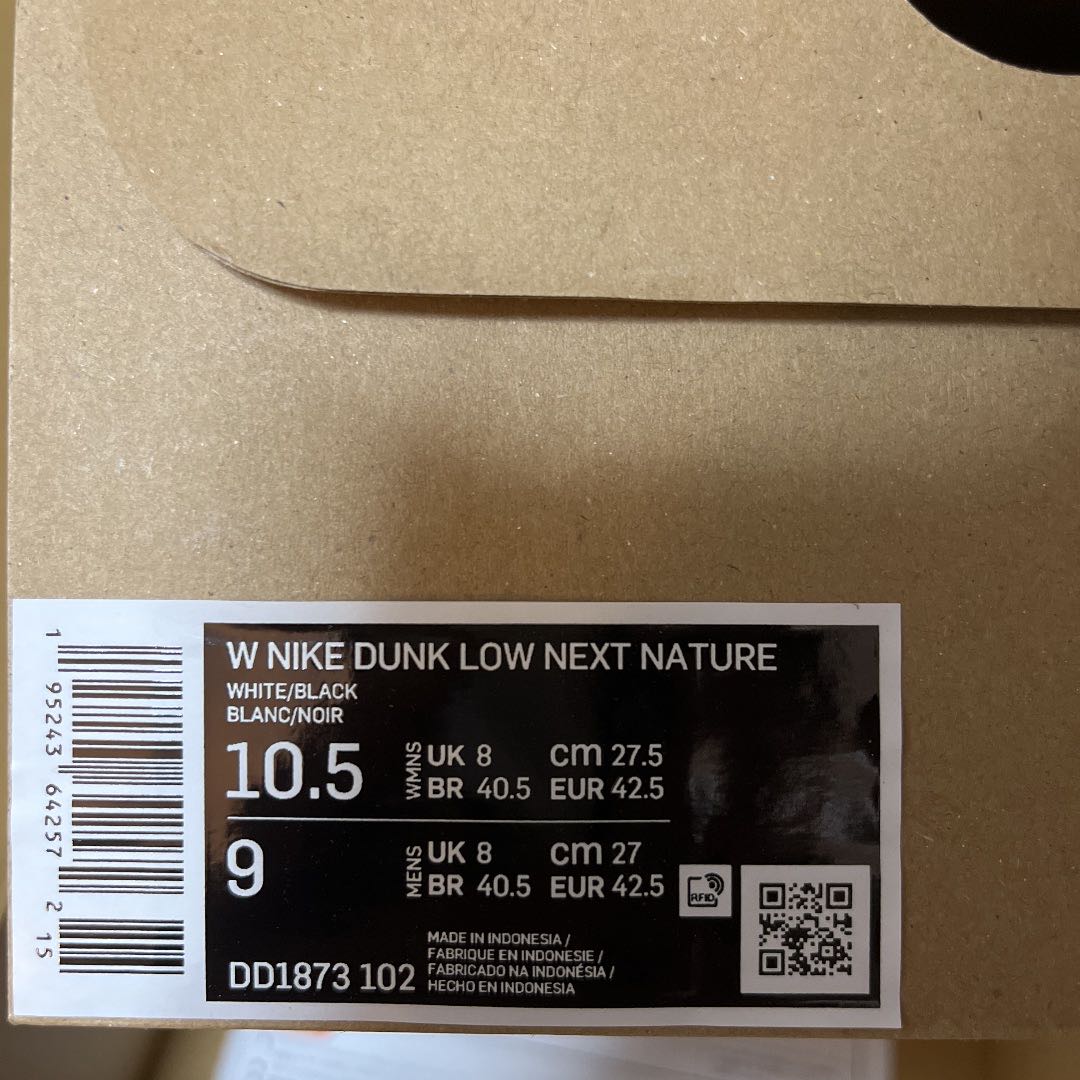 W NIKE DUNK LOW NEXT NATURE
WHITE/BLACK
BLANC/NOIR
10.5 WMNS UK 8 cm 27.5
BR 40.5 EUR 42.5
9 MENS UK 8 cm 27
BR 40.5 EUR 42.5
RFID
DD1873 102
MADE IN INDONESIA /
FABRIQUE EN INDONESIE /
FABRICADO NA INDONÉSIA /
HECHO EN INDONESIA
1 95243 64257 2 15